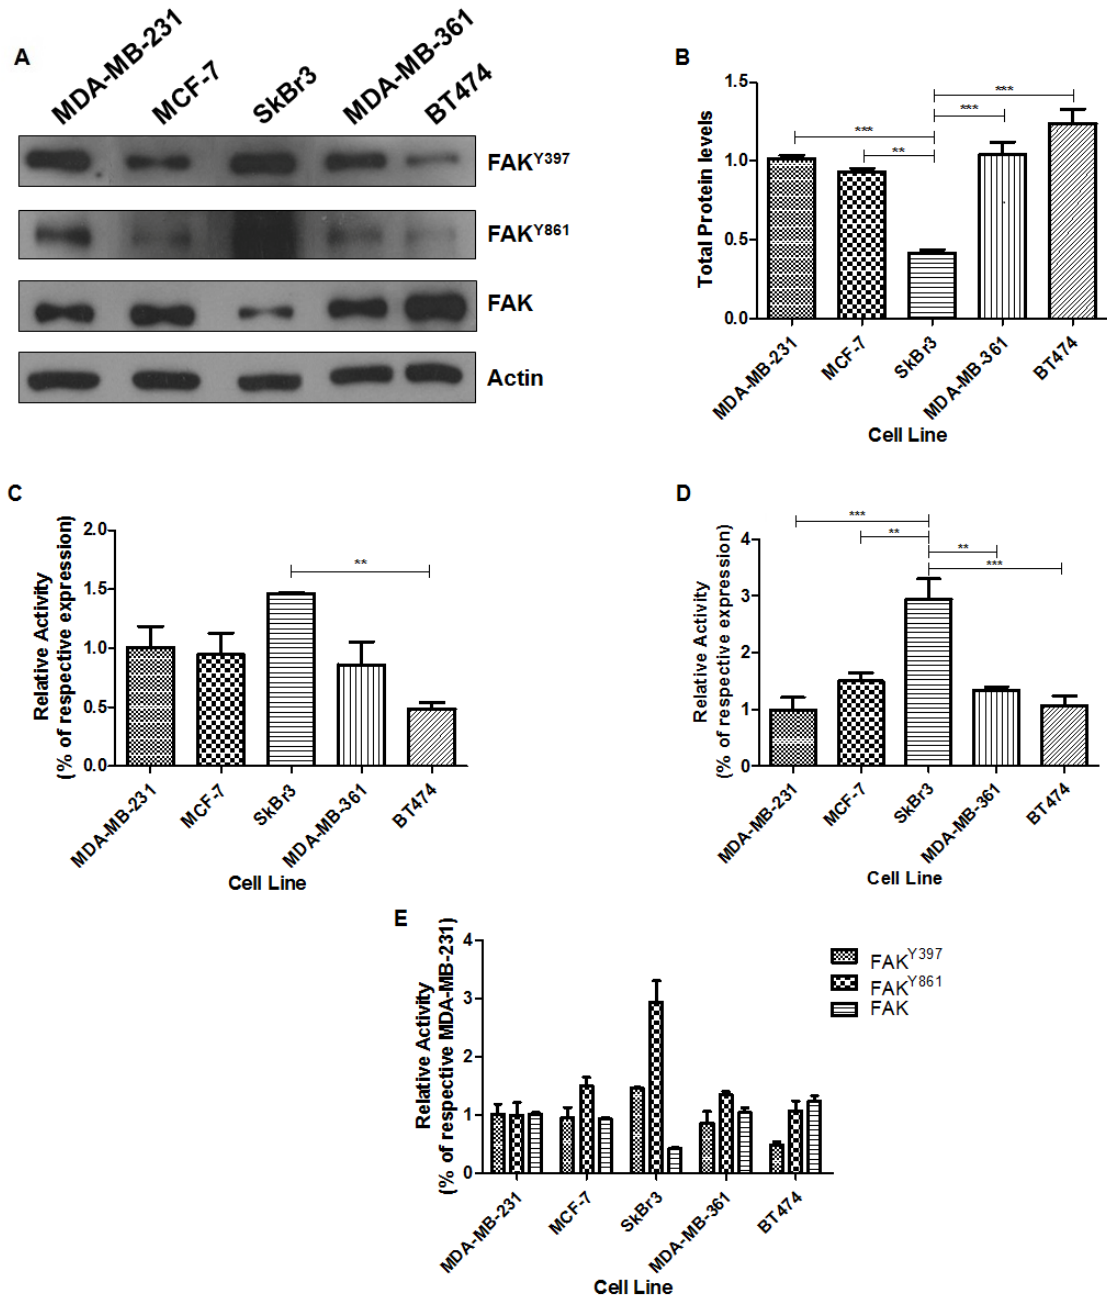 A
MDA-MB-231
MCF-7
SkBr3
MDA-MB-361
BT474
FAKY397
FAKY861
FAK
Actin
B
Total Protein levels
1.5
1.0
0.5
0.0
***
***
***
**
MDA-MB-231
MCF-7
SkBr3
MDA-MB-361
BT474
Cell Line
C
Relative Activity
(% of respective expression)
2.0
1.5
1.0
0.5
0.0
**
MDA-MB-231
MCF-7
SkBr3
MDA-MB-361
BT474
Cell Line
D
Relative Activity
(% of respective expression)
4
3
2
1
0
***
**
**
***
MDA-MB-231
MCF-7
SkBr3
MDA-MB-361
BT474
Cell Line
E
Relative Activity
(% of respective MDA-MB-231)
4
3
2
1
0
MDA-MB-231
MCF-7
SkBr3
MDA-MB-361
BT474
Cell Line
FAKY397
FAKY861
FAK